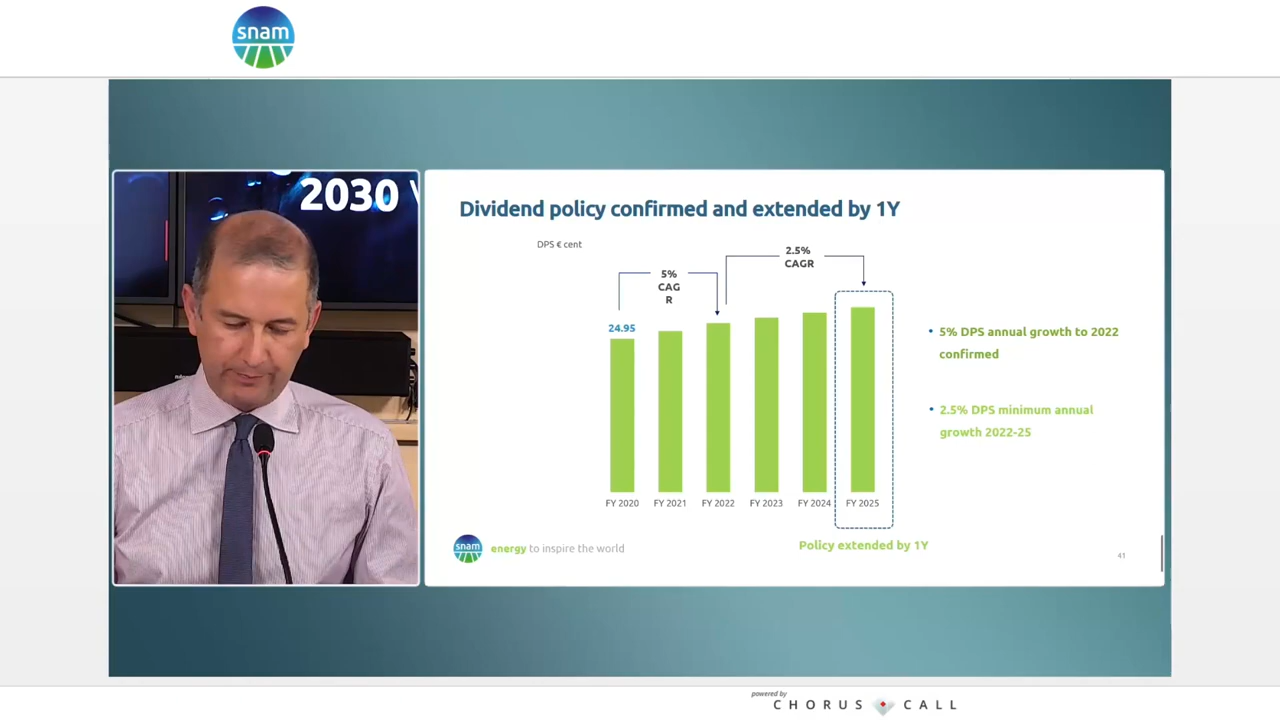 snam
2030
Dividend policy confirmed and extended by 1Y
DPS € cent
5%
CAG
R
2.5%
CAGR
24.95
FY 2020 FY 2021 FY 2022 FY 2023 FY 2024 FY 2025
• 5% DPS annual growth to 2022
confirmed
• 2.5% DPS minimum annual
growth 2022-25
Policy extended by 1Y
snam
energy to inspire the world
41
powered by
CHORUS CALL